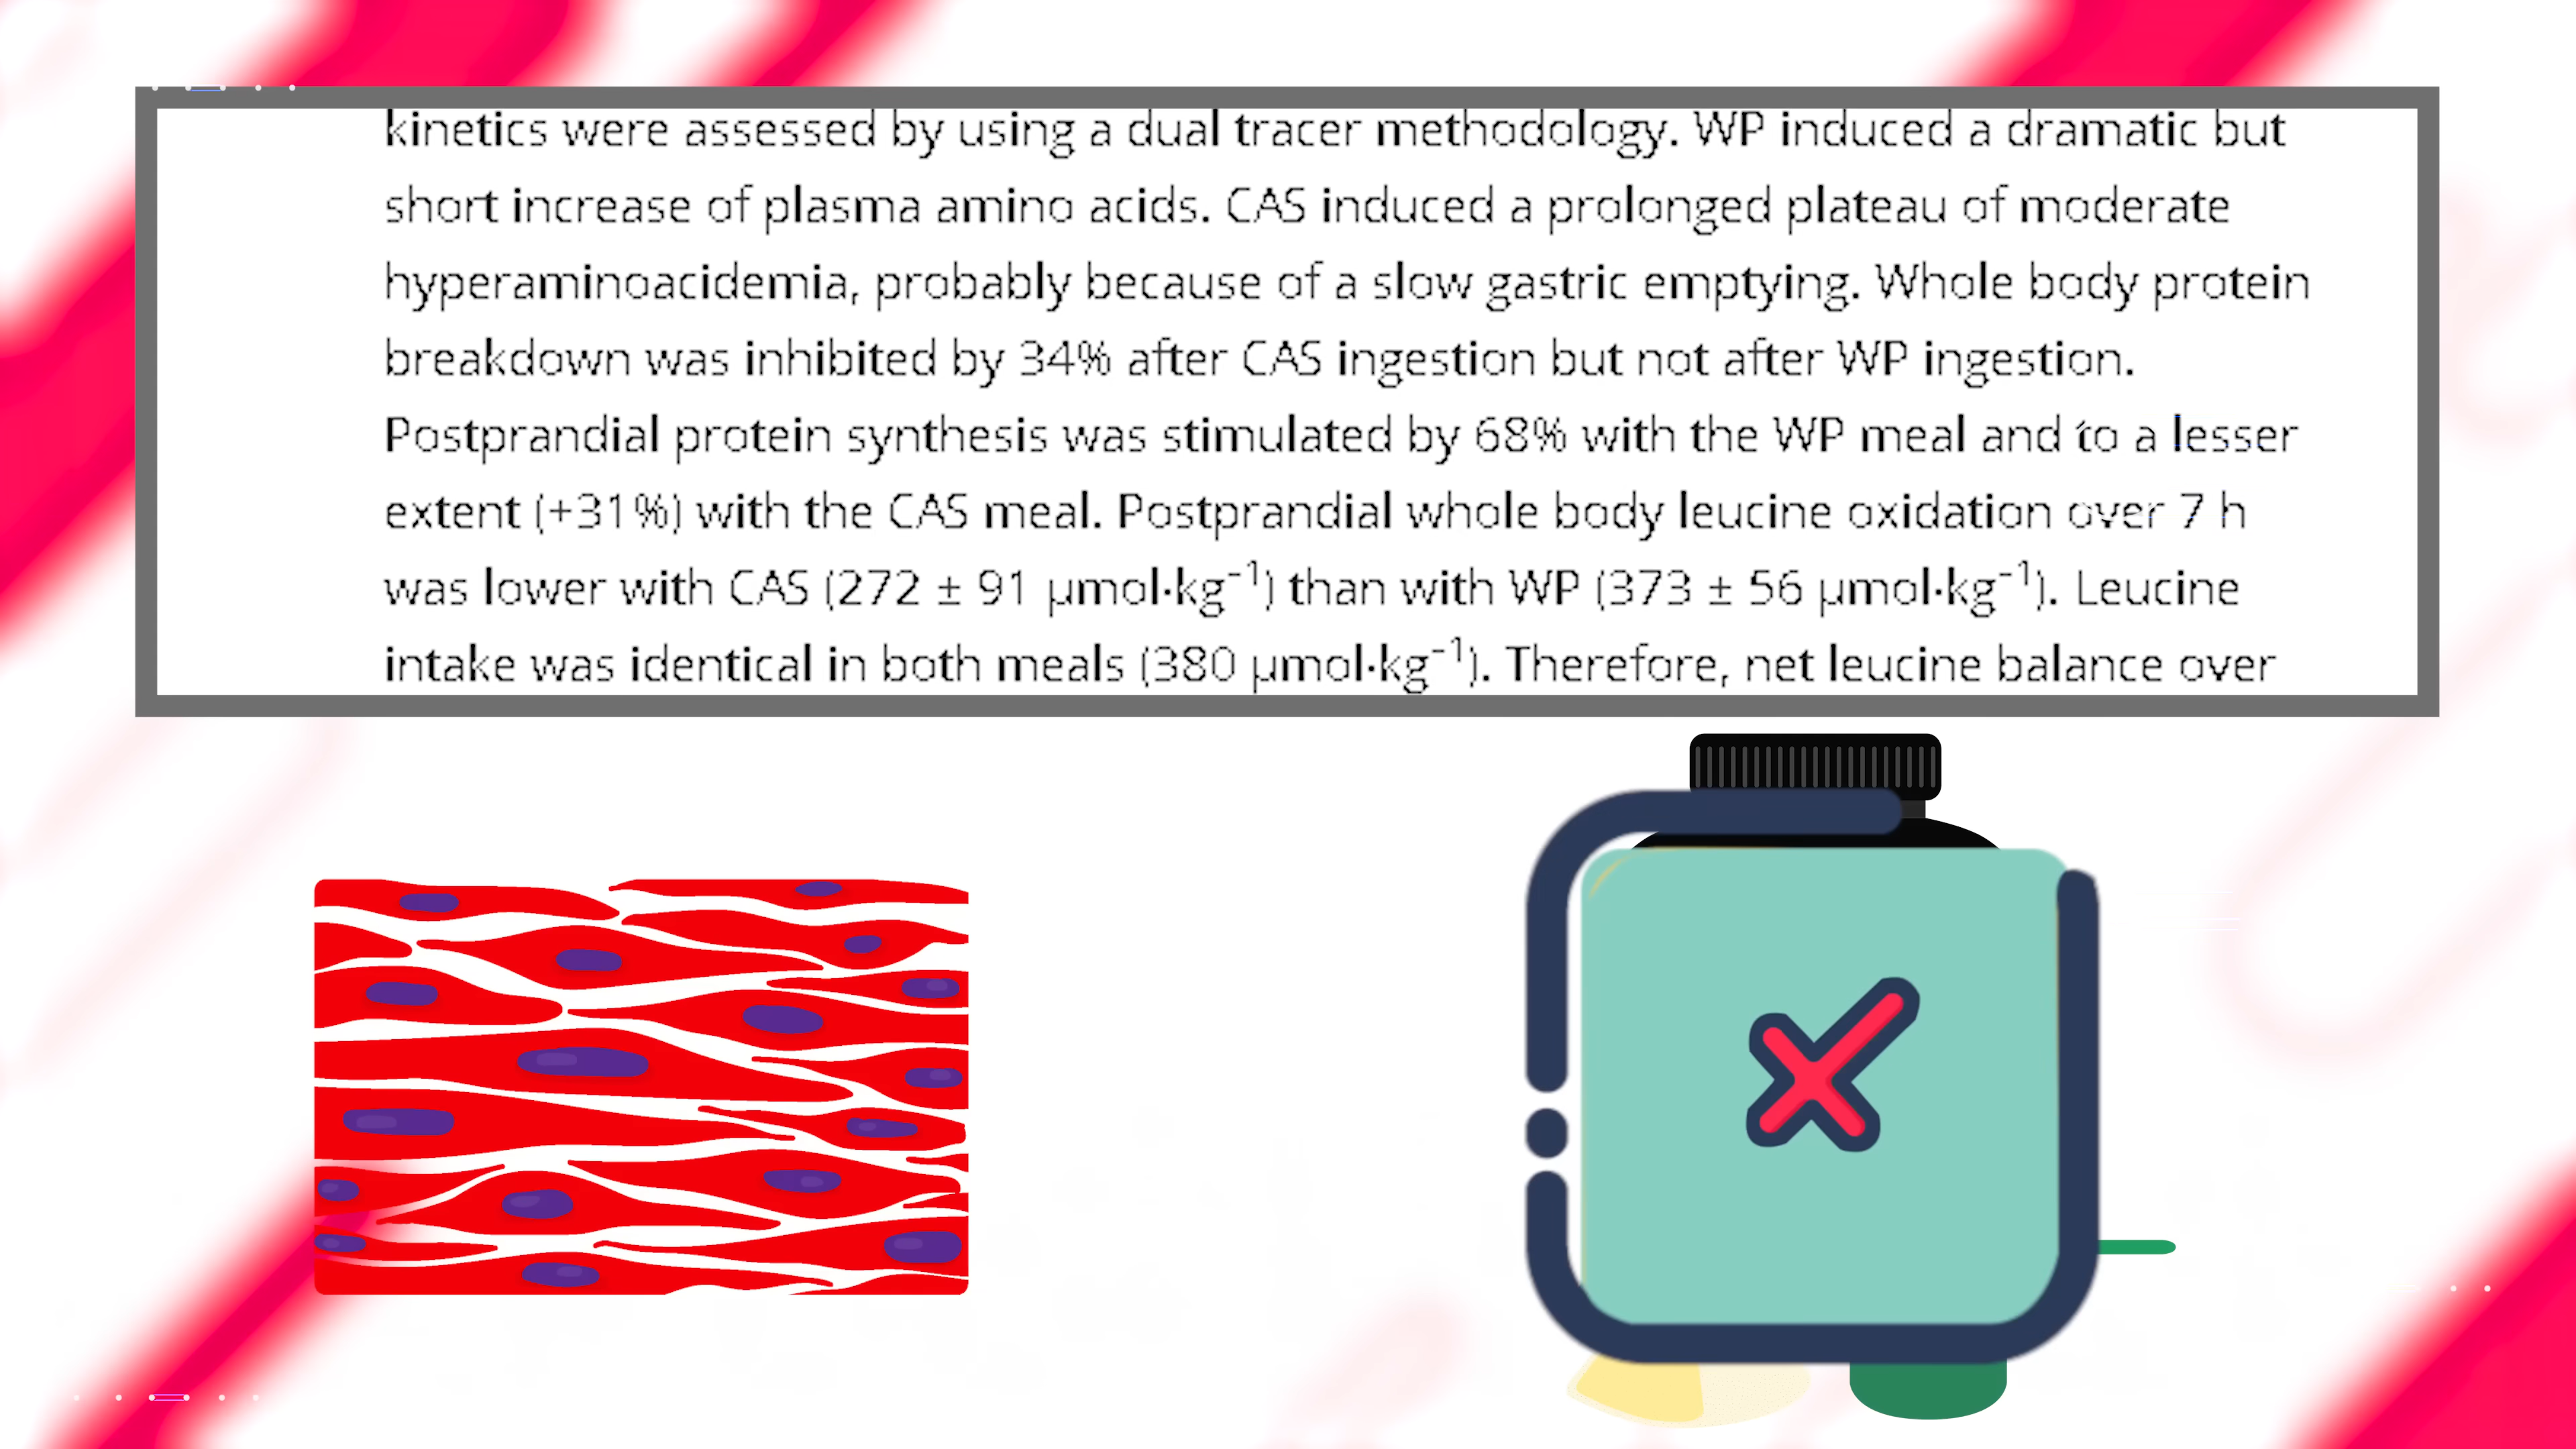 kinetics were assessed by using a dual tracer methodology. WP induced a dramatic but
short increase of plasma amino acids. CAS induced a prolonged plateau of moderate
hyperaminoacidemia, probably because of a slow gastric emptying. Whole body protein
breakdown was inhibited by 34% after CAS ingestion but not after WP ingestion.
Postprandial protein synthesis was stimulated by 68% with the WP meal and to a lesser
extent (+31%) with the CAS meal. Postprandial whole body leucine oxidation over 7 h
was lower with CAS (272 ± 91 μmol·kg⁻¹) than with WP (373 ± 56 μmol·kg⁻¹). Leucine
intake was identical in both meals (380 μmol·kg⁻¹). Therefore, net leucine balance over